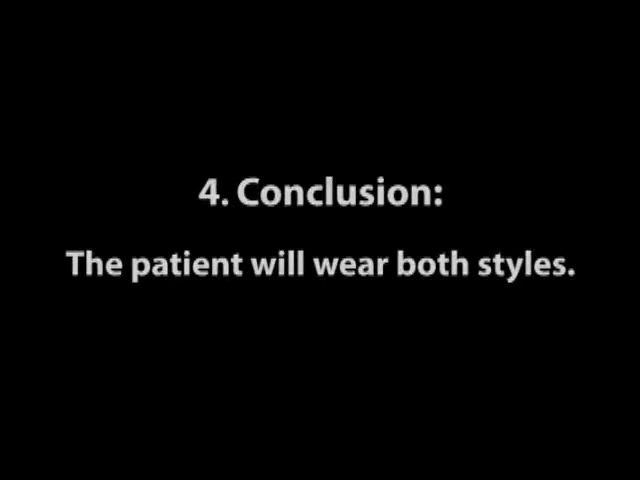 4. Conclusion:
The patient will wear both styles.